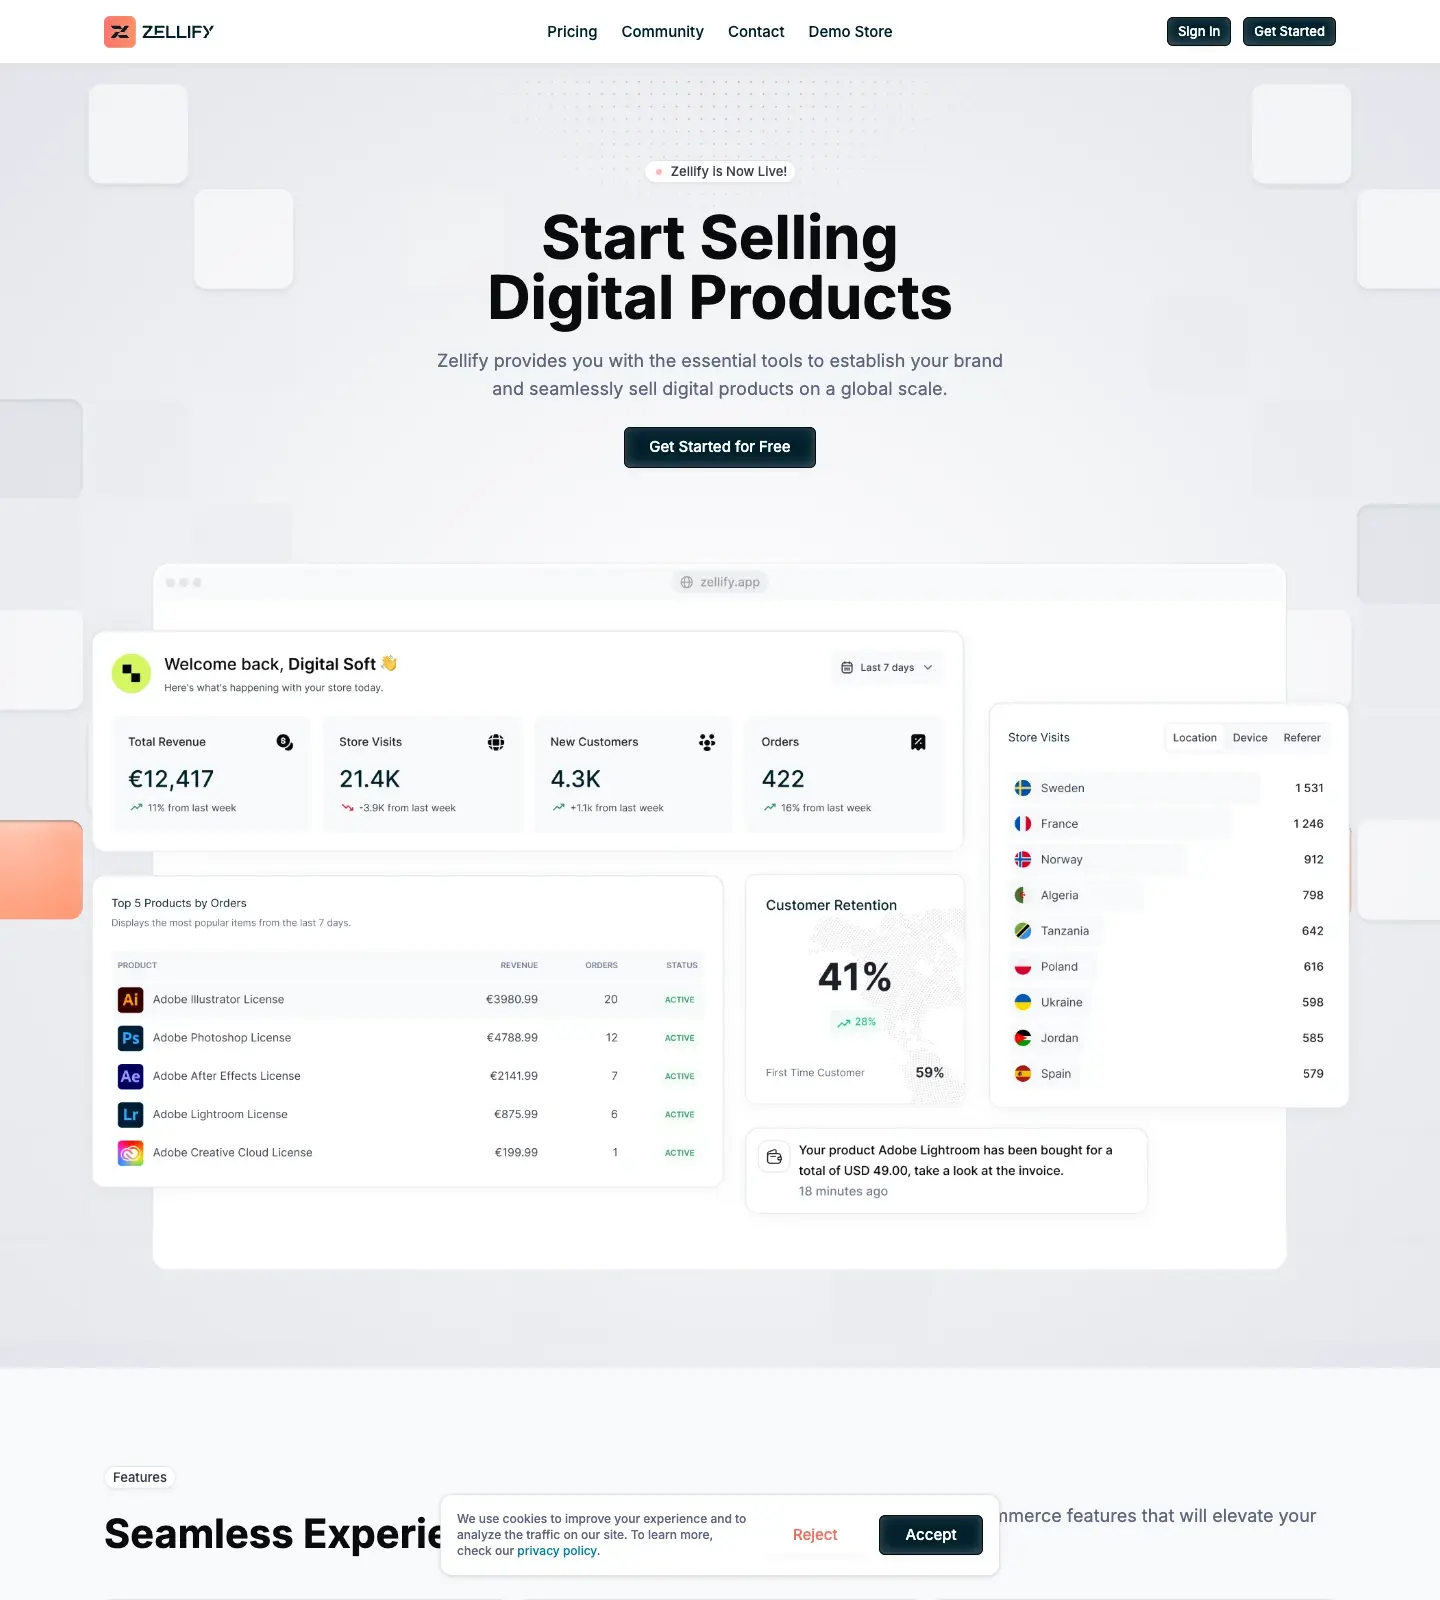 ZELLIFY
Pricing
Community
Contact
Demo Store
Sign In
Get Started
Zellify is Now Live!
Start Selling
Digital Products
Zellify provides you with the essential tools to establish your brand
and seamlessly sell digital products on a global scale.
Get Started for Free
zellify.app
Welcome back, Digital Soft 👋
Here's what's happening with your store today.
Last 7 days
Total Revenue
€12,417
11% from last week
Store Visits
21.4K
-3.9K from last week
New Customers
4.3K
+1.1k from last week
Orders
422
16% from last week
Store Visits
Location Device Referer
Sweden 1 531
France 1 246
Norway 912
Algeria 798
Tanzania 642
Poland 616
Ukraine 598
Jordan 585
Spain 579
Top 5 Products by Orders
Displays the most popular items from the last 7 days.
PRODUCT REVENUE ORDERS STATUS
Ai Adobe Illustrator License €3980.99 20 ACTIVE
Ps Adobe Photoshop License €4788.99 12 ACTIVE
Ae Adobe After Effects License €2141.99 7 ACTIVE
Lr Adobe Lightroom License €875.99 6 ACTIVE
Adobe Creative Cloud License €199.99 1 ACTIVE
Customer Retention
41%
28%
First Time Customer 59%
Your product Adobe Lightroom has been bought for a
total of USD 49.00, take a look at the invoice.
18 minutes ago
Features
Seamless Experie
mmerce features that will elevate your
We use cookies to improve your experience and to
analyze the traffic on our site. To learn more,
check our privacy policy.
Reject
Accept